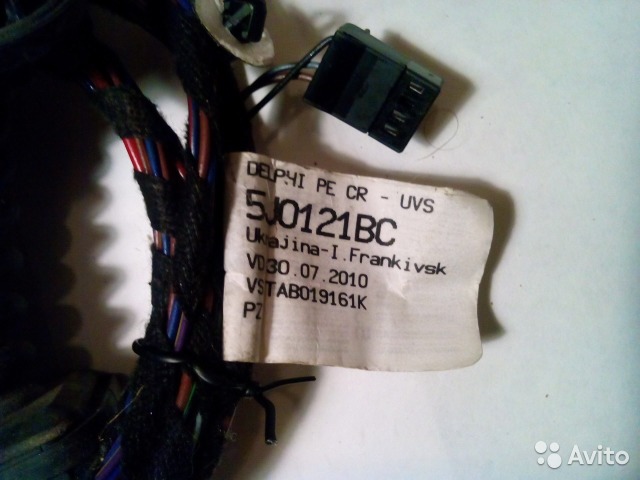 DELPHI PE CR - UVS
5J0121BC
Ukrajina-I.Frankivsk
VD30.07.2010
VSTAB019161K
PZ
Avito